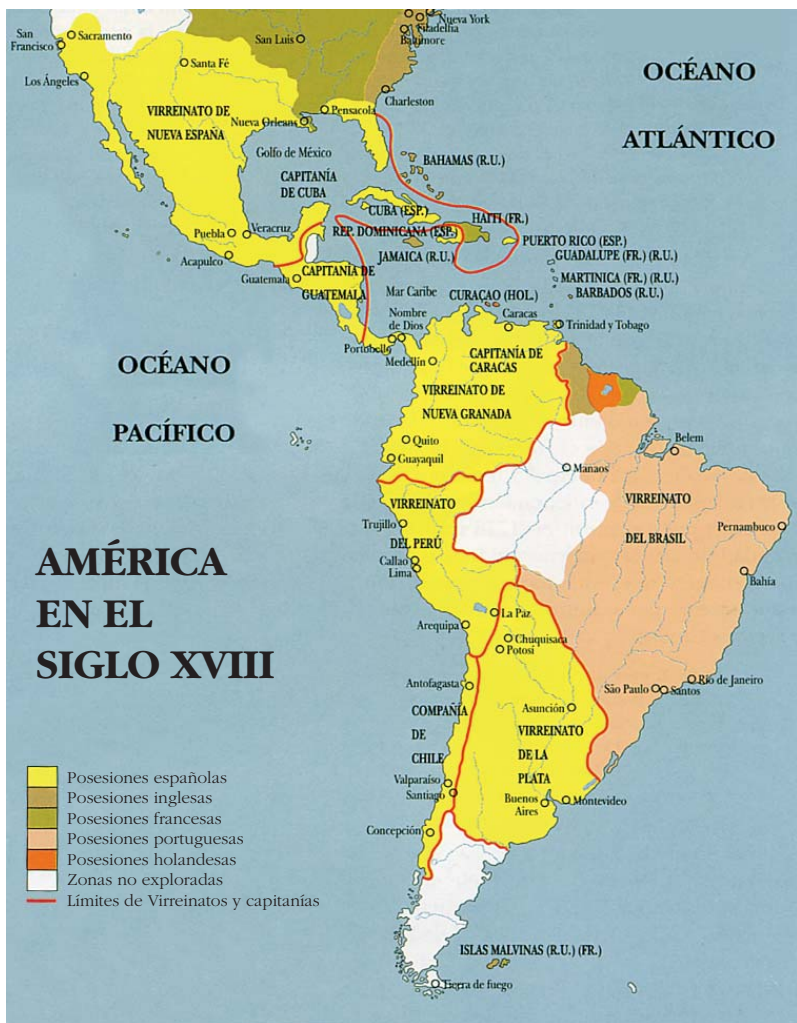 Nueva York
Filadelfia
Baltimore
San
Francisco
Sacramento
San Luis
Santa Fé
Los Ángeles
OCÉANO
ATLÁNTICO
Charleston
VIRREINATO DE
NUEVA ESPAÑA
Pensacola
Nueva Orleans
Golfo de México
BAHAMAS (R.U.)
CAPITANÍA
DE CUBA
CUBA (ESP.)
HAITI (FR.)
Puebla
Veracruz
REP. DOMINICANA (ESP.)
PUERTO RICO (ESP.)
Acapulco
JAMAICA (R.U.)
GUADALUPE (FR.) (R.U.)
Guatemala
CAPITANÍA DE
GUATEMALA
MARTINICA (FR.) (R.U.)
Mar Caribe
CURAÇAO (HOL.)
BARBADOS (R.U.)
Nombre
de Dios
Caracas
Trinidad y Tobago
Portobello
Medellín
CAPITANÍA DE
CARACAS
OCÉANO
PACÍFICO
VIRREINATO DE
NUEVA GRANADA
Quito
Guayaquil
Belem
Manaos
VIRREINATO
DEL PERÚ
VIRREINATO
DEL BRASIL
Trujillo
Pernambuco
Callao
Lima
Bahía
AMÉRICA
EN EL
SIGLO XVIII
La Paz
Arequipa
Chuquisaca
Potosí
Antofagasta
Rio de Janeiro
São Paulo
Santos
Asunción
COMPAÑÍA
DE
CHILE
VIRREINATO
DE LA
PLATA
Valparaíso
Santiago
Buenos
Aires
Montevideo
Concepción
Posesiones españolas
Posesiones inglesas
Posesiones francesas
Posesiones portuguesas
Posesiones holandesas
Zonas no exploradas
Límites de Virreinatos y capitanías
ISLAS MALVINAS (R.U.) (FR.)
Tierra de fuego